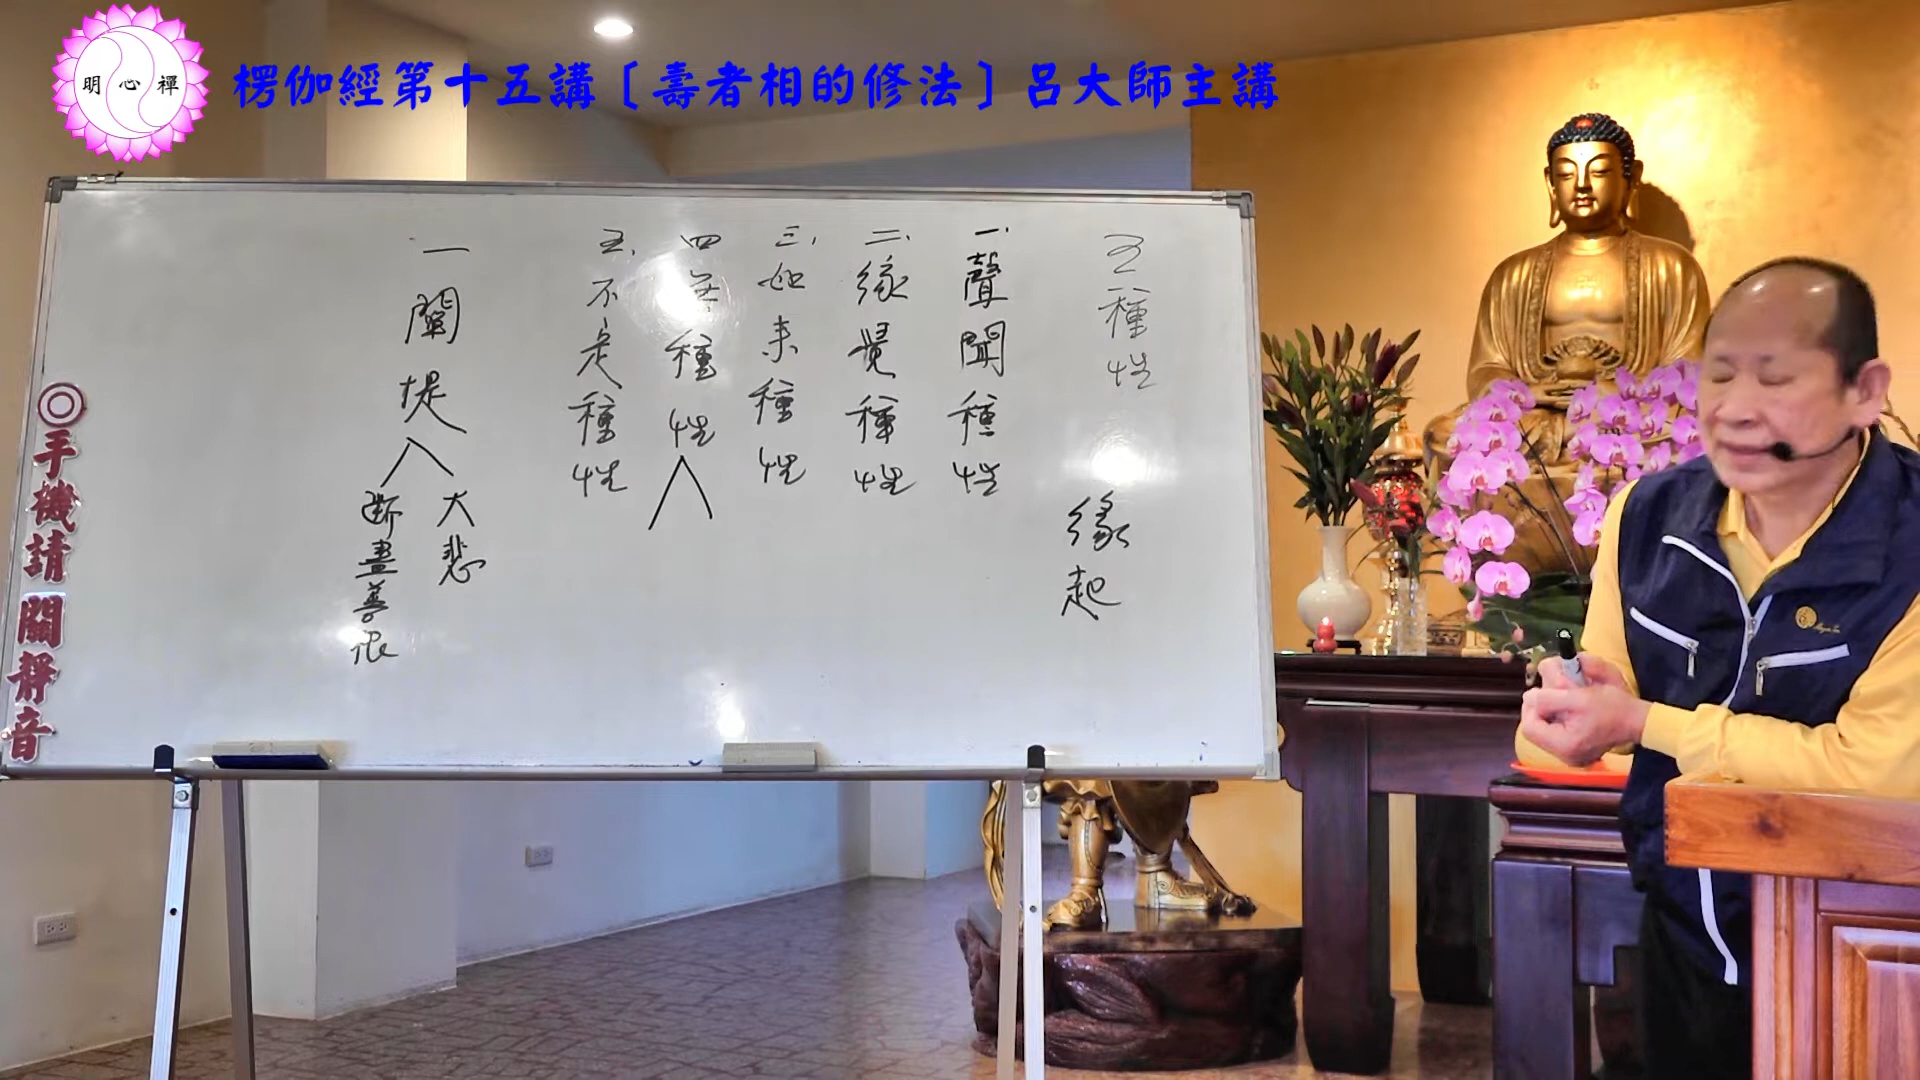 明心禪
楞伽經第十五講〔壽者相的修法〕呂大師主講
五種性
緣起
一.聲聞種性
二.緣覺種性
三.如来種性
四無種性
五.不定種性
一闡提
大悲
斷盡善根
◎手機請關靜音